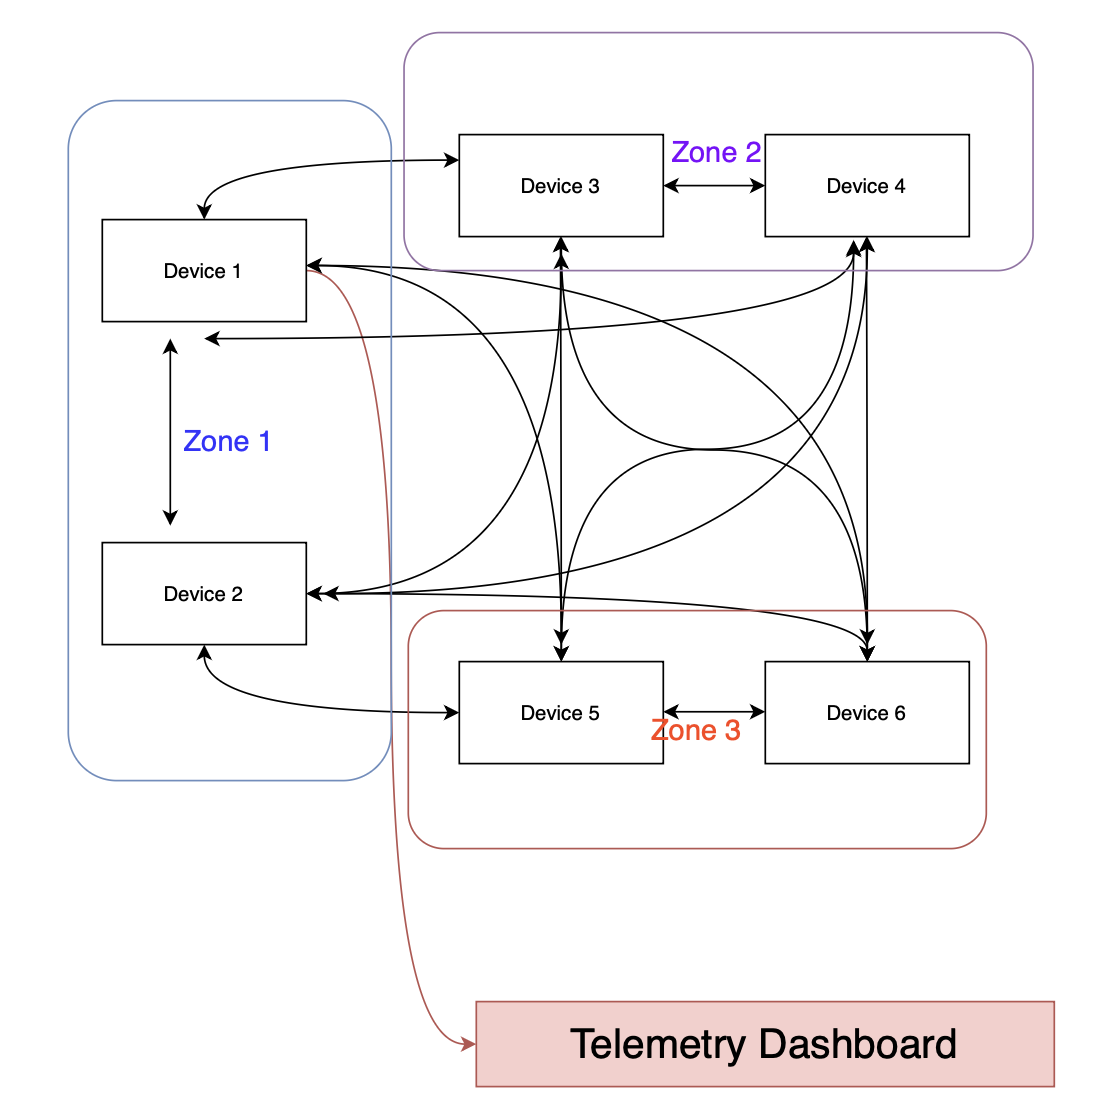 Zone 2
Device 3
Device 4
Device 1
Zone 1
Device 2
Device 5
Device 6
Zone 3
Telemetry Dashboard